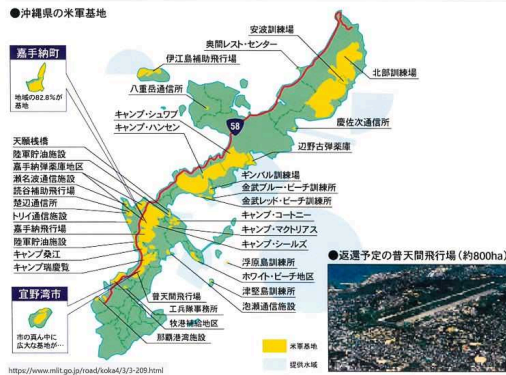 ●沖縄県の米軍基地
嘉手納町
地域の82.8%が
基地
安波訓練場
奥間レスト・センター
伊江島補助飛行場
八重岳通信所
北部訓練場
慶佐次通信所
キャンプ・シュワブ
キャンプ・ハンセン
58
辺野古弾薬庫
天願桟橋
陸軍貯油施設
嘉手納弾薬庫地区
瀬名波通信施設
読谷補助飛行場
楚辺通信所
トリイ通信施設
嘉手納飛行場
陸軍貯油施設
キャンプ桑江
キャンプ瑞慶覧
ギンバル訓練場
金武ブルー・ビーチ訓練所
金武レッド・ビーチ訓練所
キャンプ・コートニー
キャンプ・マクトリアス
キャンプ・シールズ
浮原島訓練所
ホワイト・ビーチ地区
津堅島訓練所
泡瀬通信施設
宜野湾市
市の真ん中に
広大な基地が…
普天間飛行場
工兵隊事務所
牧港補給地区
那覇港湾施設
●返還予定の普天間飛行場(約800ha)
米軍基地
提供水域
https://www.mlit.go.jp/road/koka4/3/3-209.html